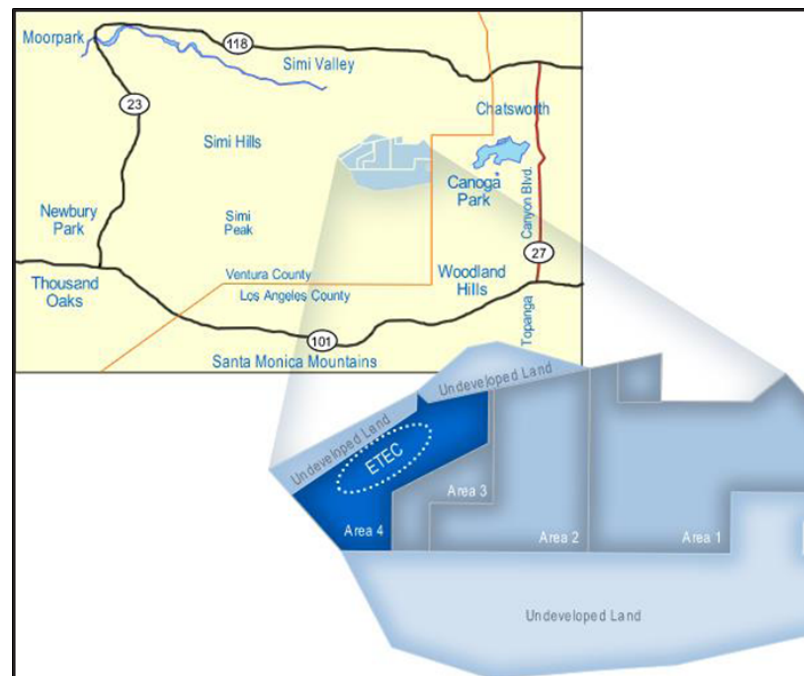 Moorpark
118
Simi Valley
23
Chatsworth
Simi Hills
Canoga
Park
Canyon Blvd.
Newbury
Park
Simi
Peak
27
Thousand
Oaks
Ventura County
Los Angeles County
Woodland
Hills
Topanga
101
Santa Monica Mountains
Undeveloped Land
Undeveloped Land
ETEC
Area 3
Area 4
Area 2
Area 1
Undeveloped Land